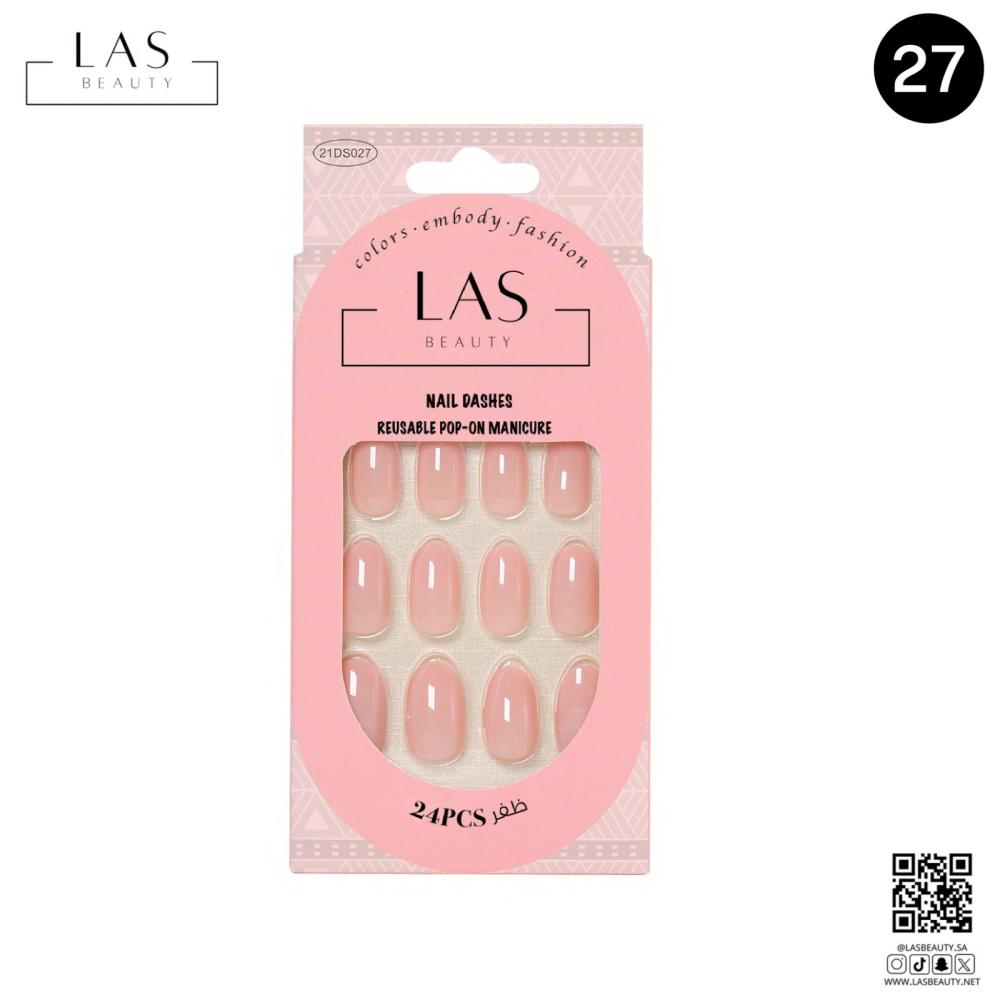 LAS
BEAUTY
27
21DS027
colors·embody·fashion
LAS
BEAUTY
NAIL DASHES
REUSABLE POP-ON MANICURE
24PCS ظفر
@LASBEAUTY.SA
WWW.LASBEAUTY.NET